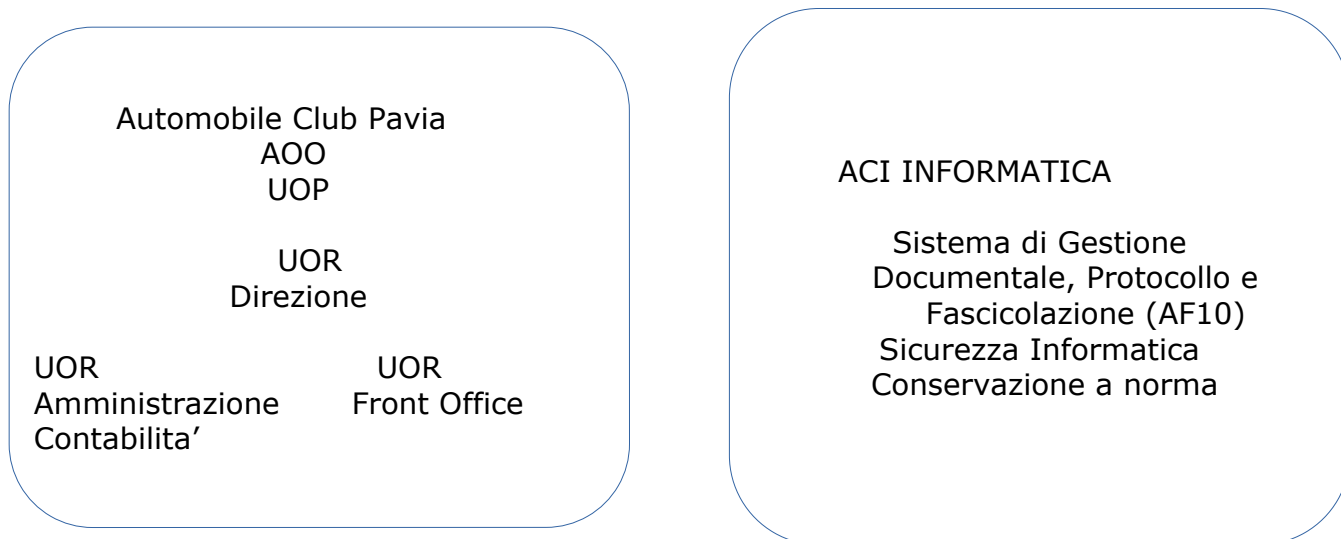 Automobile Club Pavia
AOO
UOP
UOR
Direzione
UOR UOR
Amministrazione Front Office
Contabilita’
ACI INFORMATICA
Sistema di Gestione
Documentale, Protocollo e
Fascicolazione (AF10)
Sicurezza Informatica
Conservazione a norma